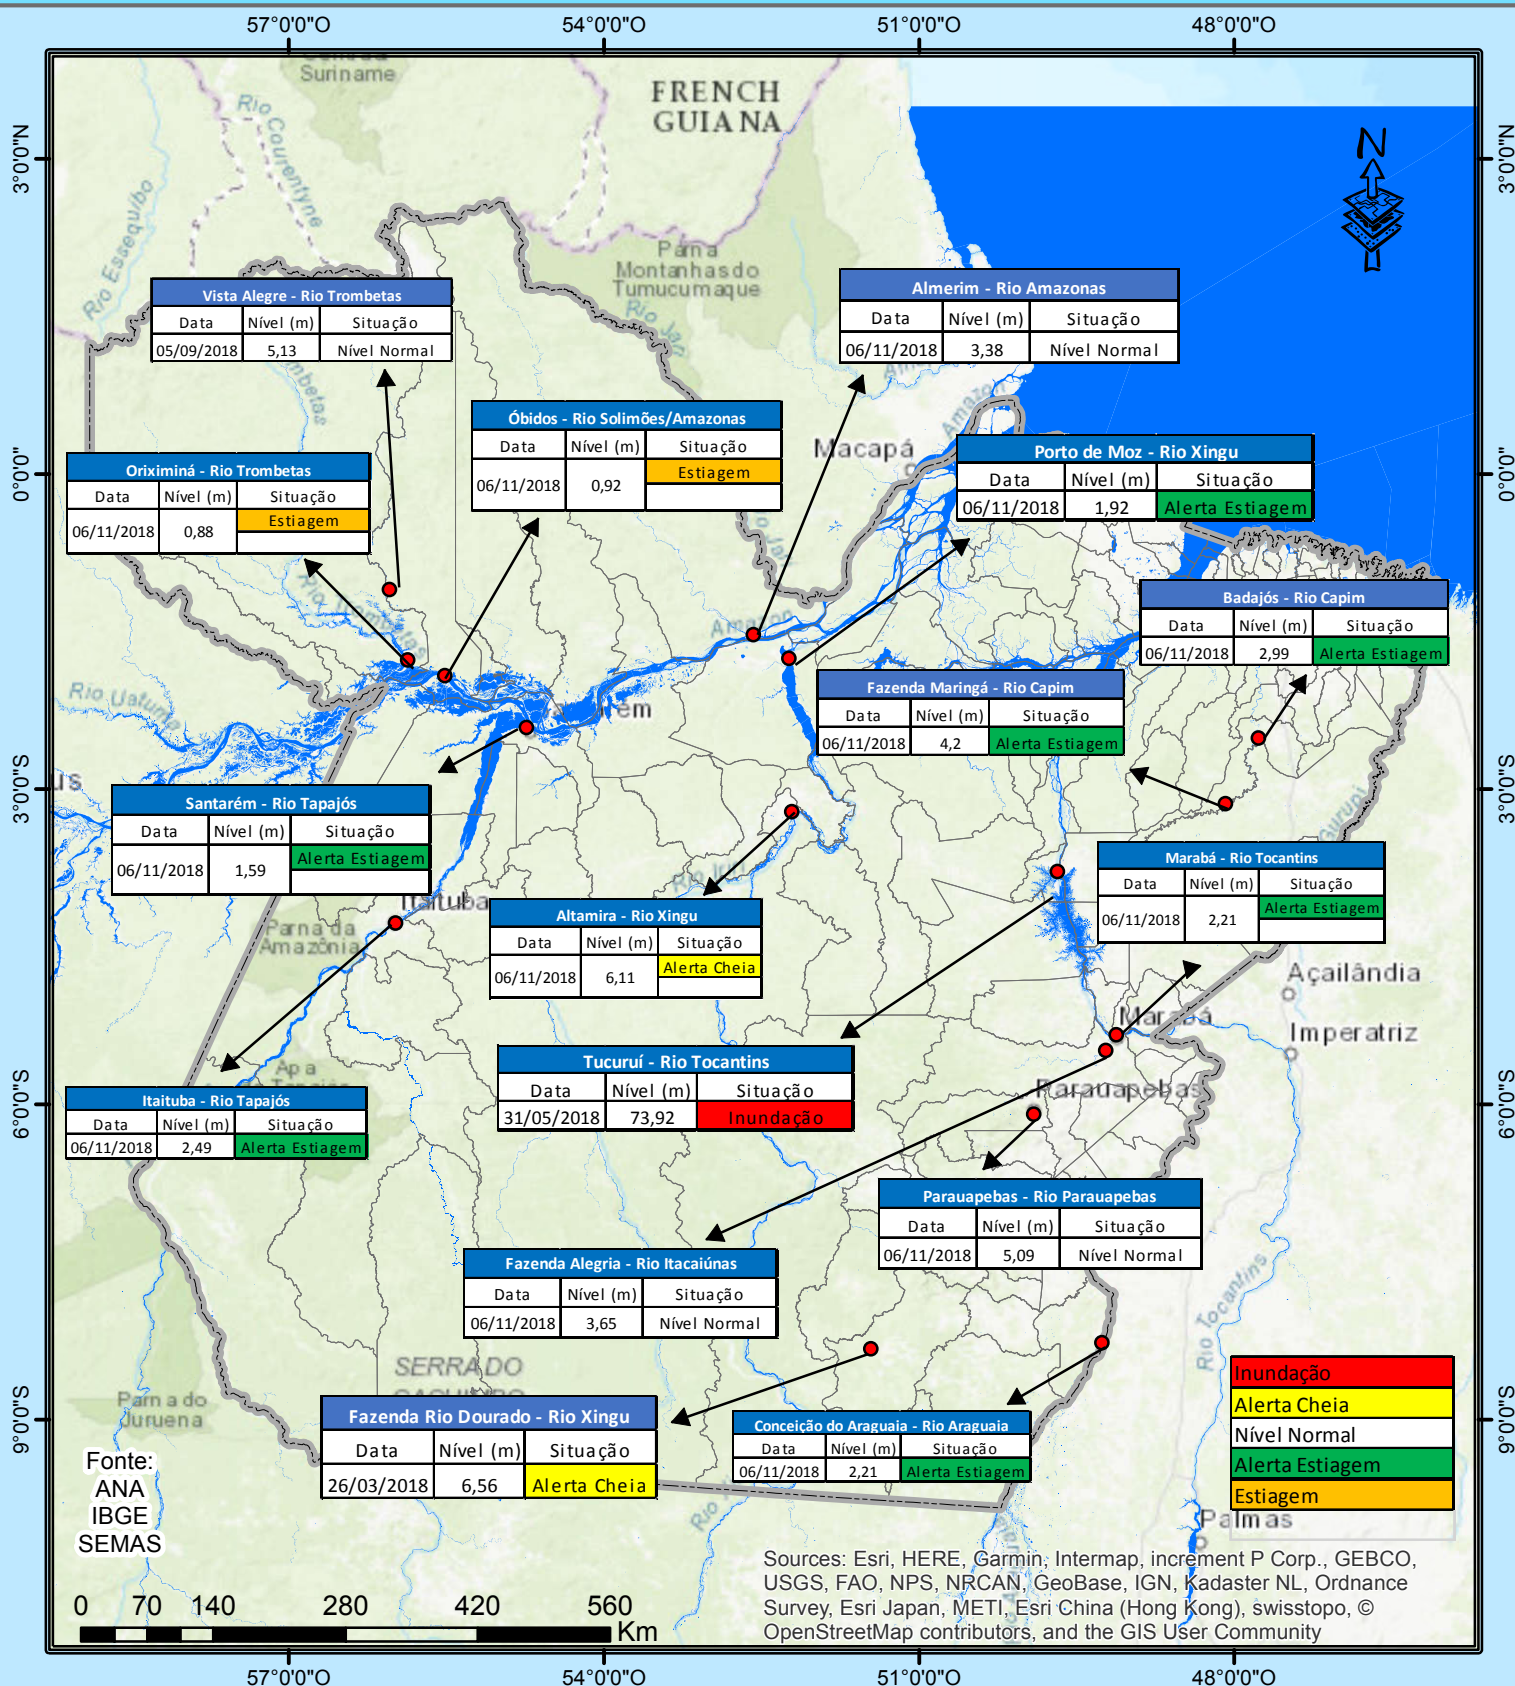 57°0'0"O 54°0'0"O 51°0'0"O 48°0'0"O
3°0'0"N
0°0'0"
3°0'0"S
6°0'0"S
9°0'0"S
3°0'0"N
0°0'0"
3°0'0"S
6°0'0"S
9°0'0"S
Suriname
FRENCH
GUIANA
Rio Courentyne
Rio Essequibo
N
Parna
Montanhas do
Tumucumaque
Rio Jari
Vista Alegre - Rio Trombetas
Data Nível (m) Situação
05/09/2018 5,13 Nível Normal
Almerim - Rio Amazonas
Data Nível (m) Situação
06/11/2018 3,38 Nível Normal
Óbidos - Rio Solimões/Amazonas
Data Nível (m) Situação
06/11/2018 0,92 Estiagem
Macapá
Amazon
Porto de Moz - Rio Xingu
Data Nível (m) Situação
06/11/2018 1,92 Alerta Estiagem
Oriximiná - Rio Trombetas
Data Nível (m) Situação
06/11/2018 0,88 Estiagem
Badajós - Rio Capim
Data Nível (m) Situação
06/11/2018 2,99 Alerta Estiagem
Amazon
Rio Uatuma
Fazenda Maringá - Rio Capim
Data Nível (m) Situação
06/11/2018 4,2 Alerta Estiagem
us
Santarém - Rio Tapajós
Data Nível (m) Situação
06/11/2018 1,59 Alerta Estiagem
Gurupi
Marabá - Rio Tocantins
Data Nível (m) Situação
06/11/2018 2,21 Alerta Estiagem
Itaituba
Parna da
Amazônia
Rio Iriri
Altamira - Rio Xingu
Data Nível (m) Situação
06/11/2018 6,11 Alerta Cheia
Açailândia
Marabá
Imperatriz
Apa
Tucuruí - Rio Tocantins
Data Nível (m) Situação
31/05/2018 73,92 Inundação
Parauapebas
Itaituba - Rio Tapajós
Data Nível (m) Situação
06/11/2018 2,49 Alerta Estiagem
Parauapebas - Rio Parauapebas
Data Nível (m) Situação
06/11/2018 5,09 Nível Normal
Fazenda Alegria - Rio Itacaiúnas
Data Nível (m) Situação
06/11/2018 3,65 Nível Normal
Rio Tocantins
SERRA DO
Parna do
Juruena
Fazenda Rio Dourado - Rio Xingu
Data Nível (m) Situação
26/03/2018 6,56 Alerta Cheia
Conceição do Araguaia - Rio Araguaia
Data Nível (m) Situação
06/11/2018 2,21 Alerta Estiagem
Inundação
Alerta Cheia
Nível Normal
Alerta Estiagem
Estiagem
Palmas
Fonte:
ANA
IBGE
SEMAS
Sources: Esri, HERE, Garmin, Intermap, increment P Corp., GEBCO,
USGS, FAO, NPS, NRCAN, GeoBase, IGN, Kadaster NL, Ordnance
Survey, Esri Japan, METI, Esri China (Hong Kong), swisstopo, ©
OpenStreetMap contributors, and the GIS User Community
0 70 140 280 420 560
Km
57°0'0"O 54°0'0"O 51°0'0"O 48°0'0"O